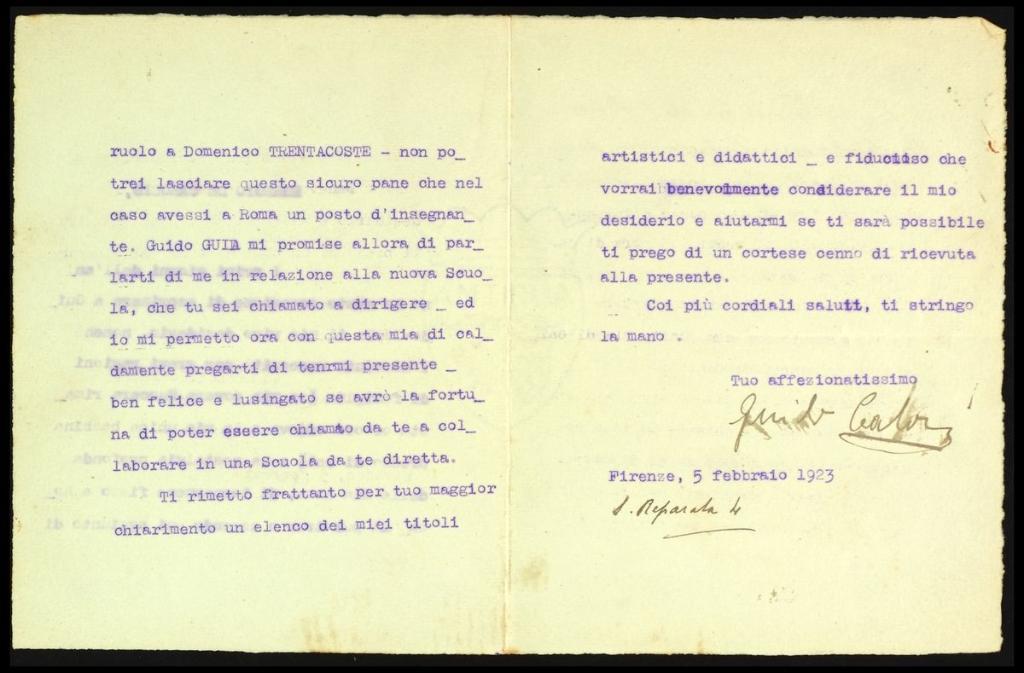 ruolo a Domenico TRENTACOSTE - non po_
trei lasciare questo sicuro pane che nel
caso avessi a Roma un posto d'insegnan_
te. Guido GUIDA mi promise allora di par_
larti di me in relazione alla nuova Scuo_
la, che tu sei chiamato a dirigere _ ed
io mi permetto ora con questa mia di cal_
damente pregarti di tenrmi presente _
ben felice e lusingato se avrò la fortu_
na di poter essere chiamato da te a col_
laborare in una Scuola da te diretta.
Ti rimetto frattanto per tuo maggior
chiarimento un elenco dei miei titoli
artistici e didattici _ e fiducioso che
vorrai benevolmente condiderare il mio
desiderio e aiutarmi se ti sarà possibile
ti prego di un cortese cenno di ricevuta
alla presente.
Coi più cordiali saluti, ti stringo
la mano .
Tuo affezionatissimo
Guido
Firenze, 5 febbraio 1923
S. Reparata 4